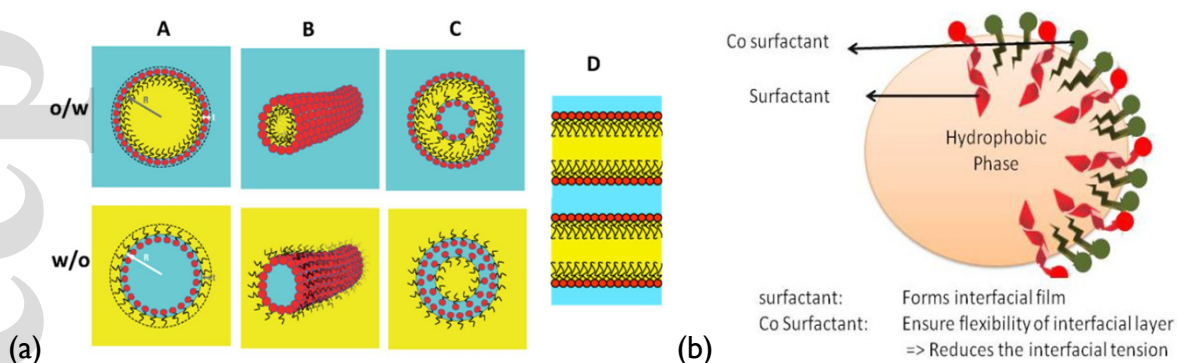 A B C
D
o/w
R
t
w/o
R
(a)
Co surfactant
Surfactant
Hydrophobic
Phase
surfactant: Forms interfacial film
Co Surfactant: Ensure flexibility of interfacial layer
=> Reduces the interfacial tension
(b)